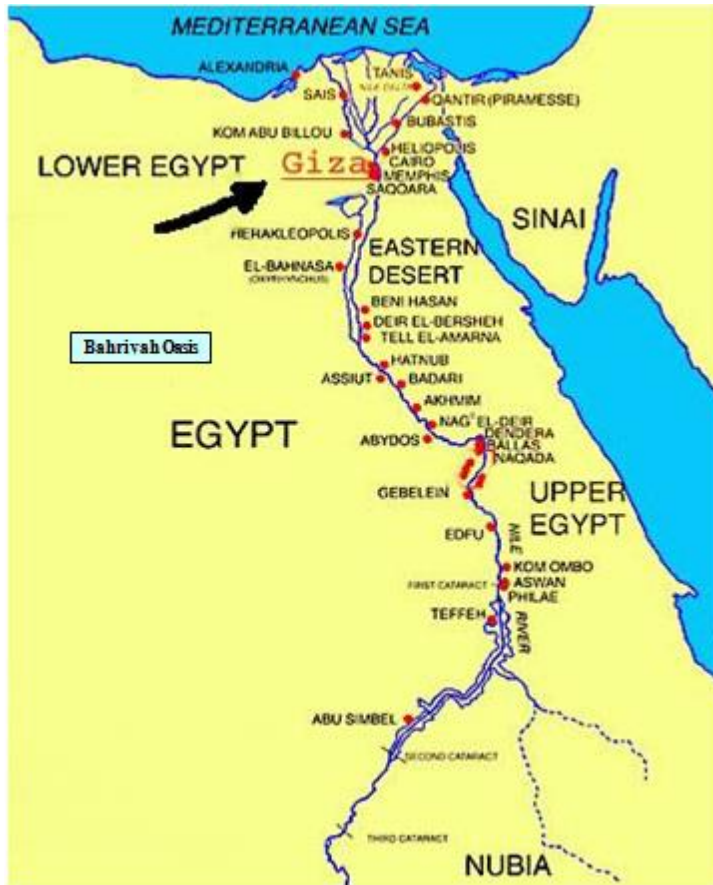 MEDITERRANEAN SEA
ALEXANDRIA
TANIS
NILE DELTA
SAIS
QANTIR (PIRAMESSE)
BUBASTIS
KOM ABU BILLOU
HELIOPOLIS
LOWER EGYPT
Giza
CAIRO
MEMPHIS
SAQQARA
SINAI
HERAKLEOPOLIS
EASTERN
DESERT
EL-BAHNASA
(OXYRHYNCHUS)
BENI HASAN
DEIR EL-BERSHEH
TELL EL-AMARNA
Bahriyah Oasis
HATNUB
ASSIUT
BADARI
AKHMIM
NAG' EL-DEIR
EGYPT
ABYDOS
DENDERA
BALLAS
NAQADA
GEBELEIN
UPPER
EGYPT
EDFU
NILE
RIVER
KOM OMBO
FIRST CATARACT
ASWAN
PHILAE
TEFFEH
ABU SIMBEL
SECOND CATARACT
THIRD CATARACT
NUBIA